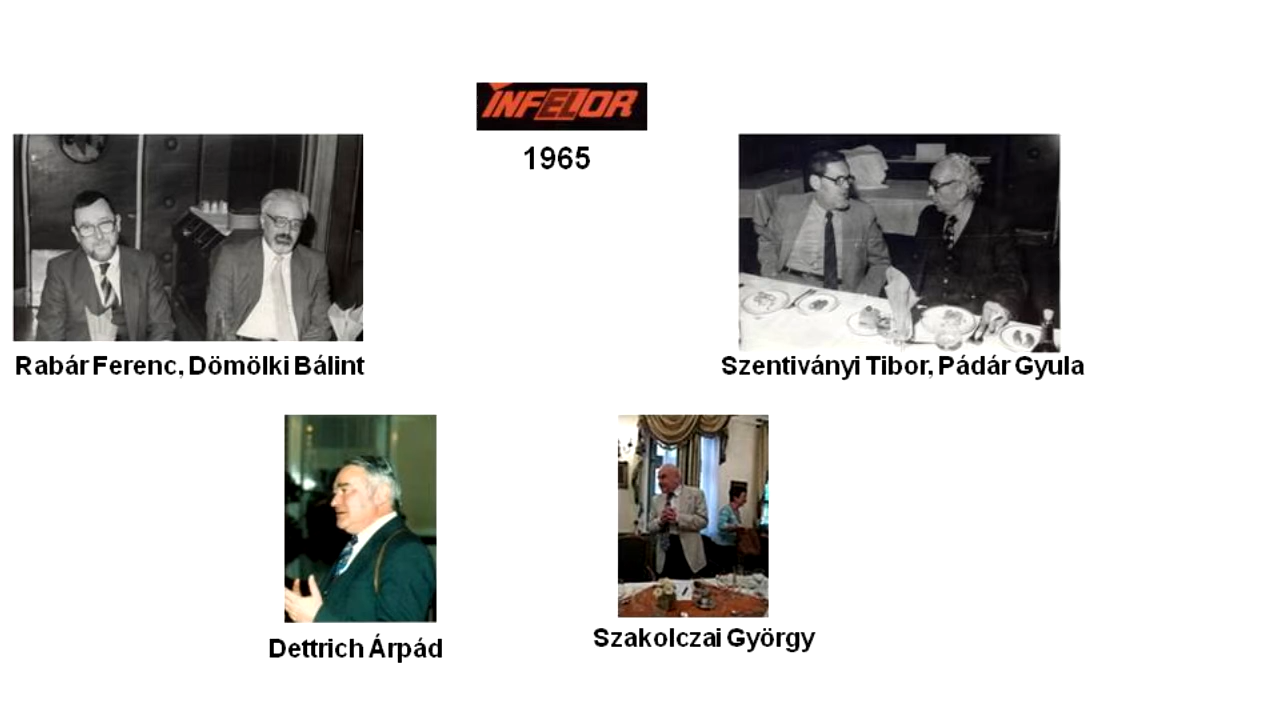 INFELOR
1965
Rabár Ferenc, Dömölki Bálint
Szentiványi Tibor, Pádár Gyula
Dettrich Árpád
Szakolczai György